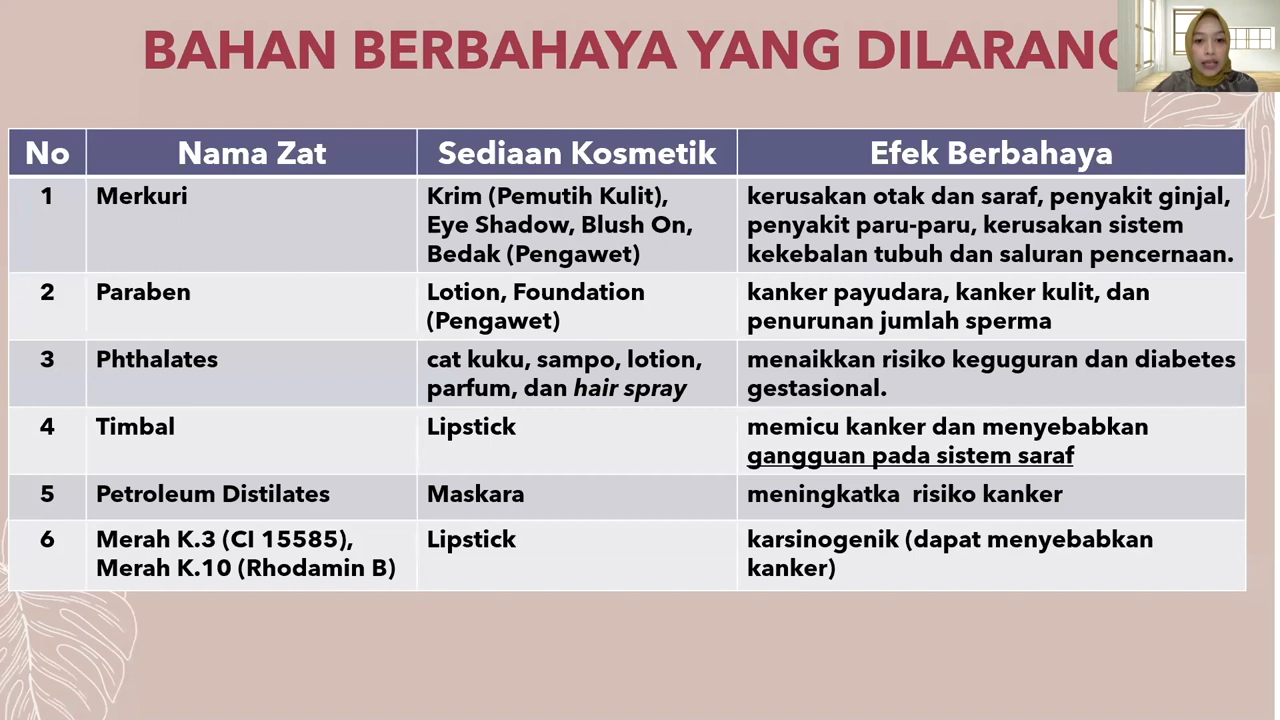 BAHAN BERBAHAYA YANG DILARANG
No Nama Zat Sediaan Kosmetik Efek Berbahaya
1 Merkuri Krim (Pemutih Kulit), kerusakan otak dan saraf, penyakit ginjal,
Eye Shadow, Blush On, penyakit paru-paru, kerusakan sistem
Bedak (Pengawet) kekebalan tubuh dan saluran pencernaan.
2 Paraben Lotion, Foundation kanker payudara, kanker kulit, dan
(Pengawet) penurunan jumlah sperma
3 Phthalates cat kuku, sampo, lotion, menaikkan risiko keguguran dan diabetes
parfum, dan hair spray gestasional.
4 Timbal Lipstick memicu kanker dan menyebabkan
gangguan pada sistem saraf
5 Petroleum Distilates Maskara meningkatka risiko kanker
6 Merah K.3 (CI 15585), Lipstick karsinogenik (dapat menyebabkan
Merah K.10 (Rhodamin B) kanker)